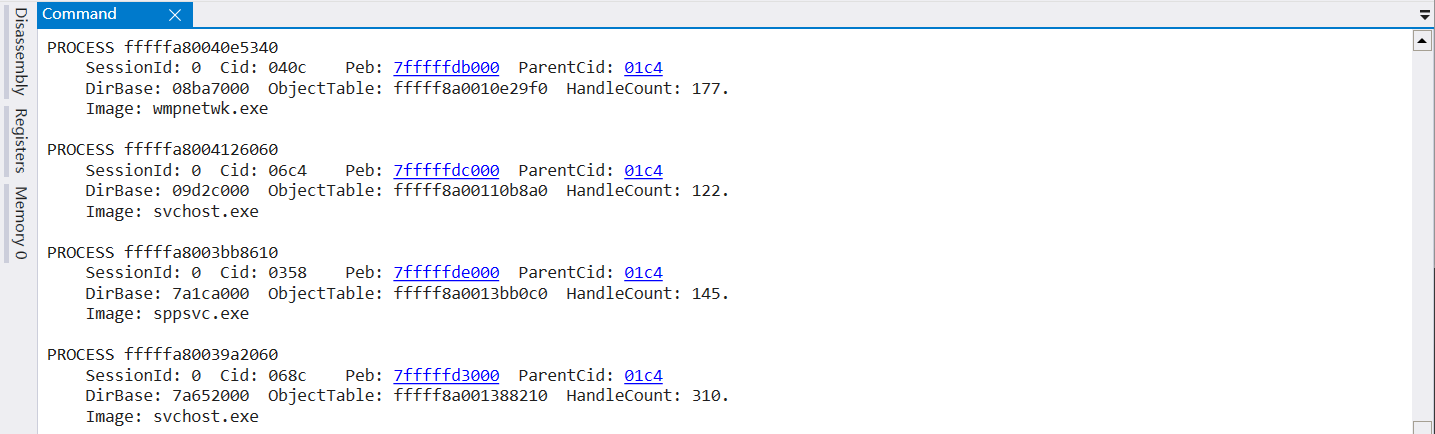 Disassembly
Registers
Memory 0
Command
PROCESS fffffa80040e5340
SessionId: 0 Cid: 040c Peb: 7fffffdb000 ParentCid: 01c4
DirBase: 08ba7000 ObjectTable: fffff8a0010e29f0 HandleCount: 177.
Image: wmpnetwk.exe
PROCESS fffffa8004126060
SessionId: 0 Cid: 06c4 Peb: 7fffffdc000 ParentCid: 01c4
DirBase: 09d2c000 ObjectTable: fffff8a00110b8a0 HandleCount: 122.
Image: svchost.exe
PROCESS fffffa8003bb8610
SessionId: 0 Cid: 0358 Peb: 7fffffde000 ParentCid: 01c4
DirBase: 7a1ca000 ObjectTable: fffff8a0013bb0c0 HandleCount: 145.
Image: sppsvc.exe
PROCESS fffffa80039a2060
SessionId: 0 Cid: 068c Peb: 7fffffd3000 ParentCid: 01c4
DirBase: 7a652000 ObjectTable: fffff8a001388210 HandleCount: 310.
Image: svchost.exe